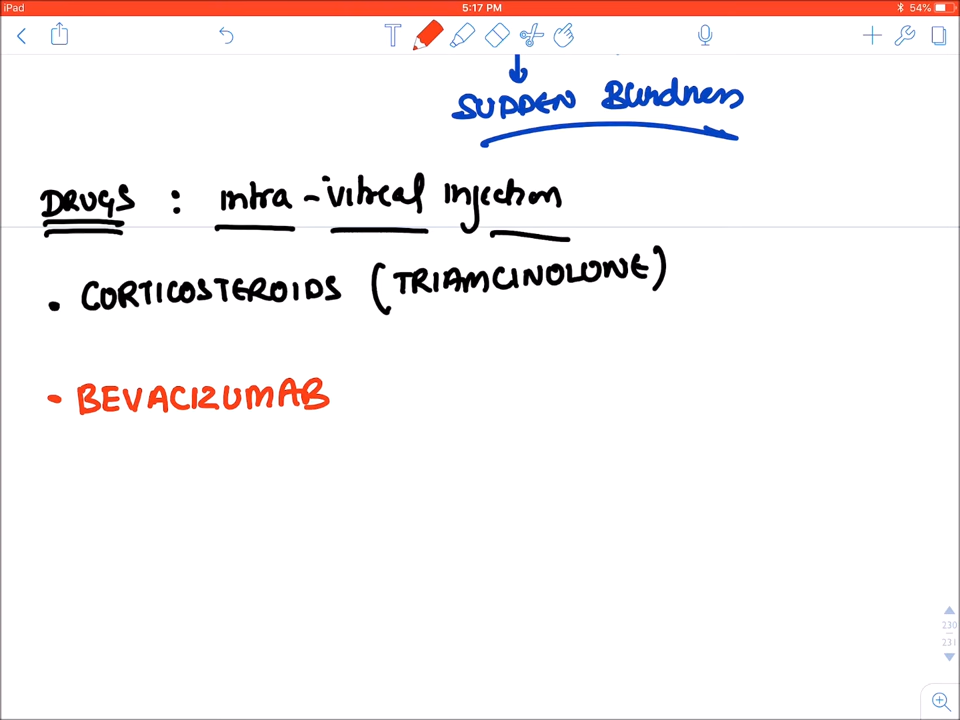 iPad
5:17 PM
54%
T
SUDDEN Blindness
DRUGS : Intra-vitreal Injection
. CORTICOSTEROIDS (TRIAMCINOLONE)
- BEVACIZUMAB
230
231